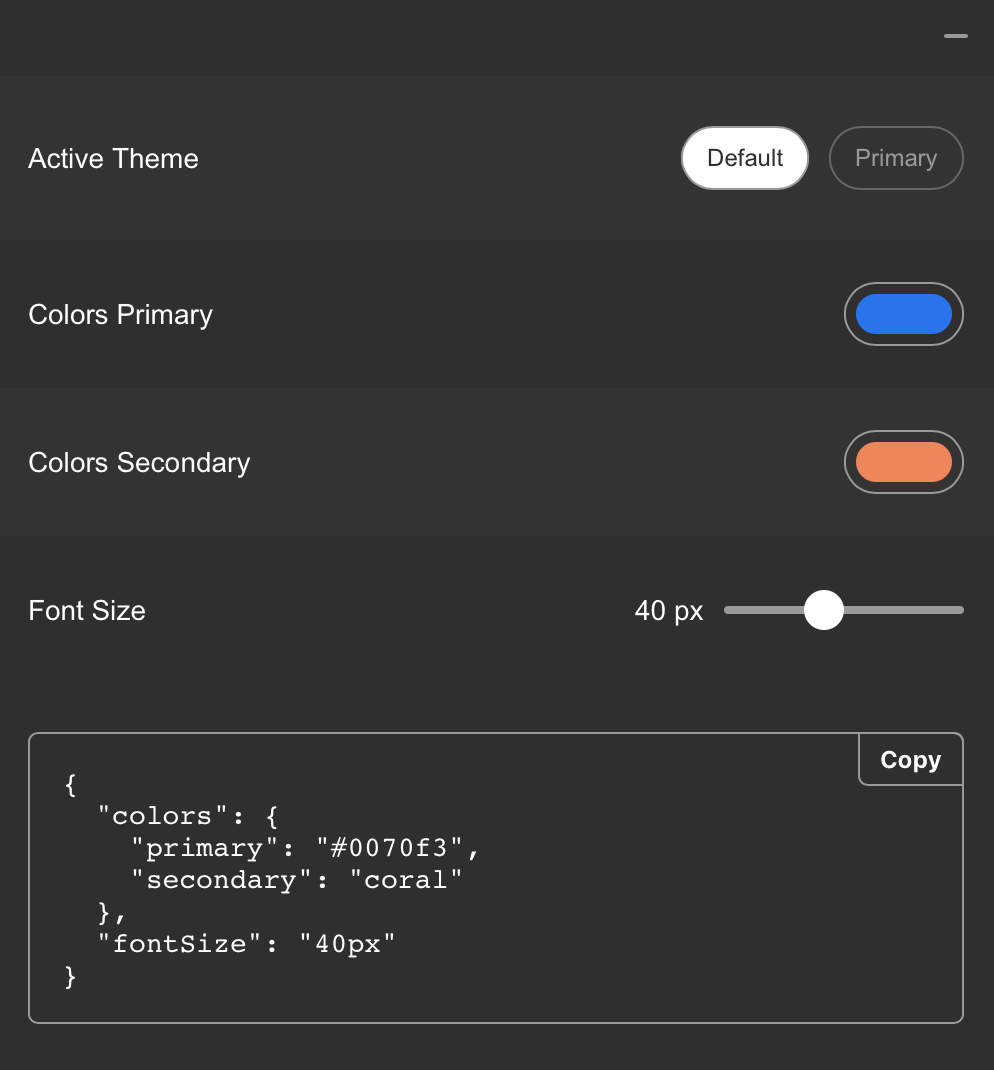 Active Theme
Default
Primary
Colors Primary
Colors Secondary
Font Size
40 px
Copy
{
  "colors": {
    "primary": "#0070f3",
    "secondary": "coral"
  },
  "fontSize": "40px"
}